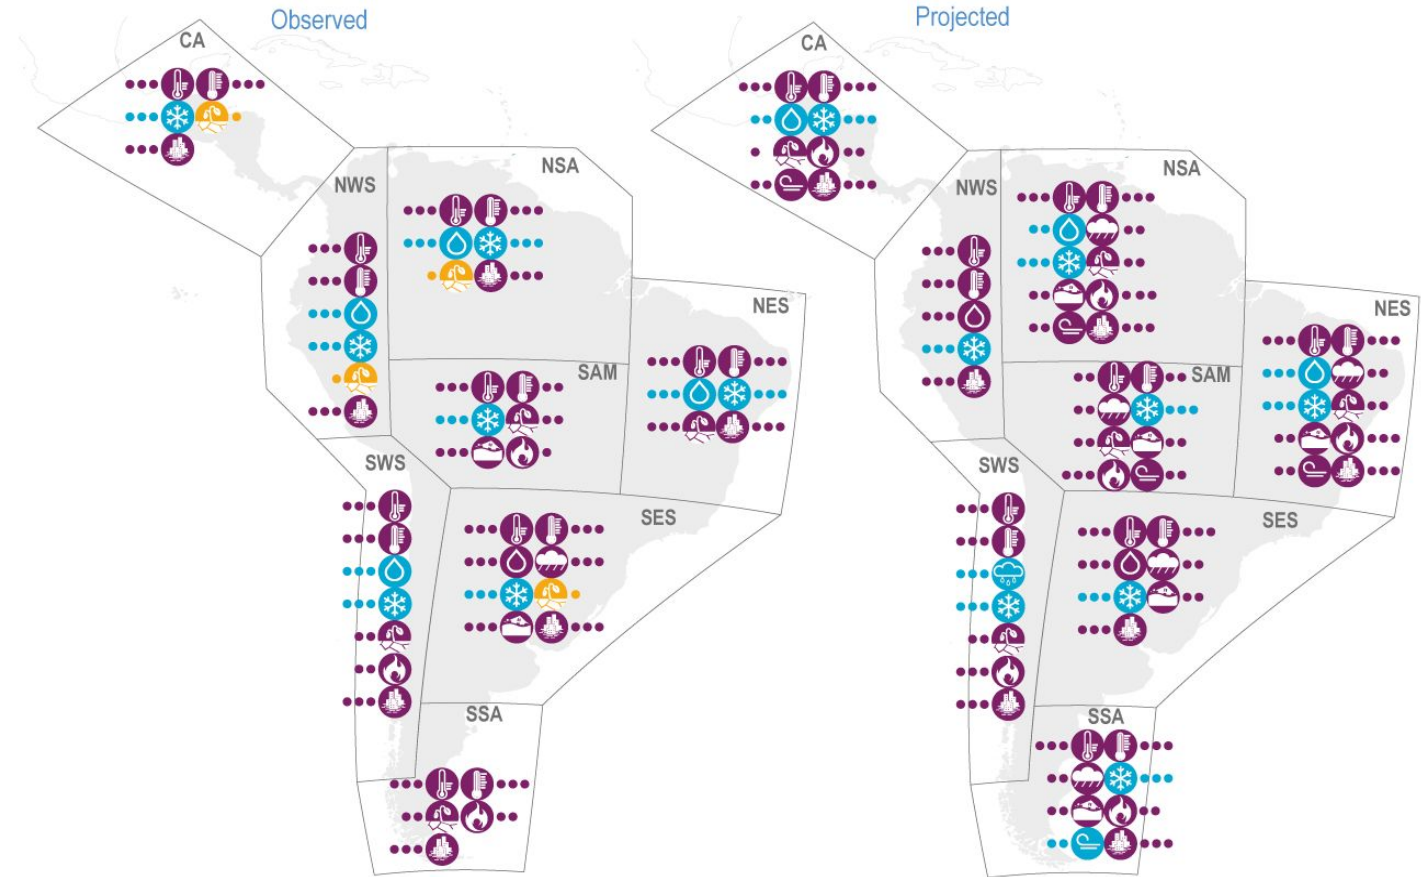 Observed
Projected
CA
NWS
NSA
NES
SAM
SWS
SES
SSA
CA
NWS
NSA
NES
SAM
SWS
SES
SSA